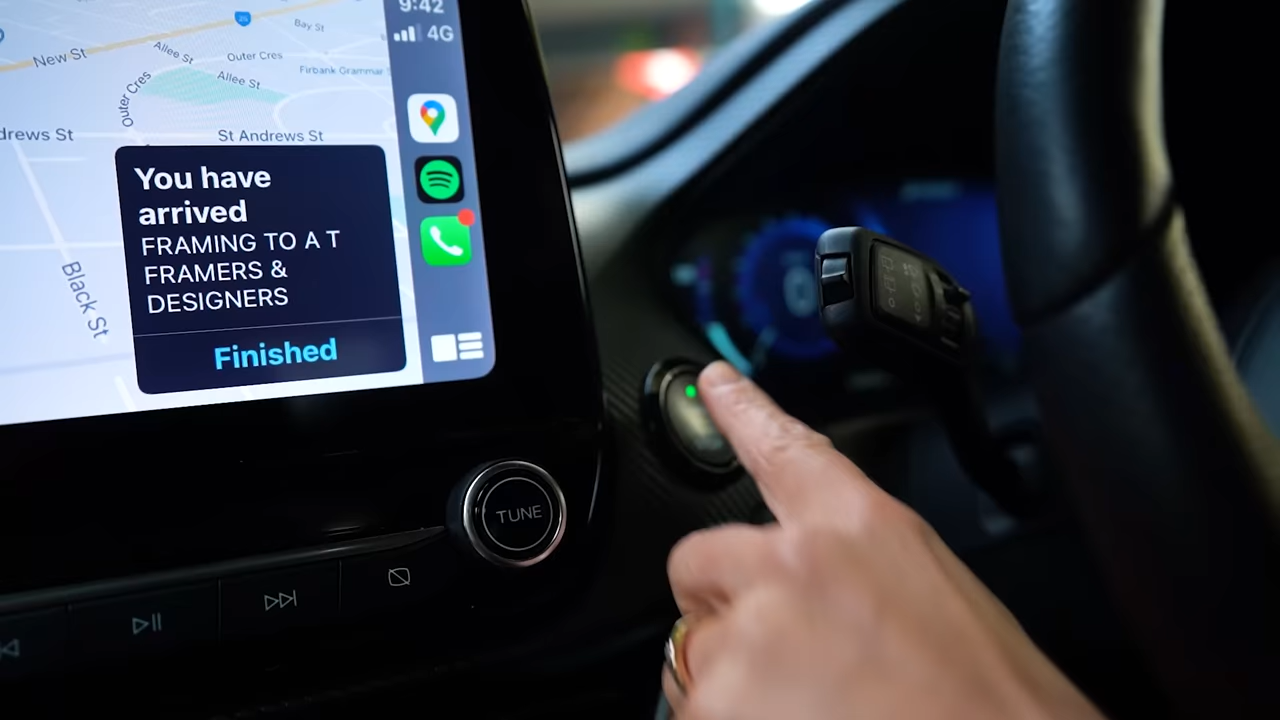 9:42
4G
26
Bay St
New St
Allee St
Outer Cres
Firbank Grammar
Outer Cres
Allee St
drews St
St Andrews St
You have
arrived
FRAMING TO A T
FRAMERS &
DESIGNERS
Black St
Finished
TUNE